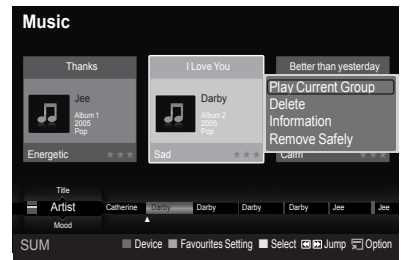 Music
Thanks
I Love You
Better than yesterday
Jee
Album 1
2005
Pop
Darby
Album 2
2005
Pop
Play Current Group
Delete
Information
Remove Safely
Energetic
Sad
Calm
Title
Artist
Mood
Catherine Darby Darby Darby Darby Jee Jee
SUM Device Favourites Setting Select Jump Option